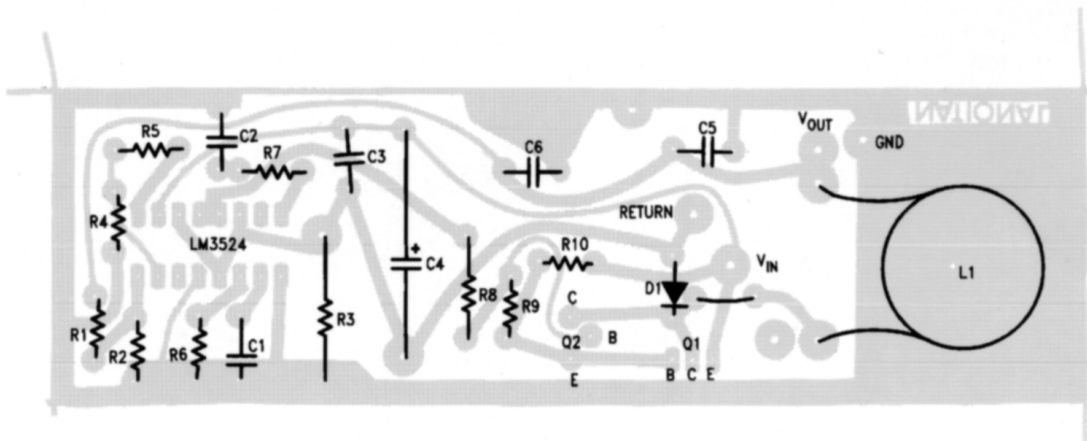 NATIONAL
VOUT
GND
R5
C2
R7
C3
C6
C5
R4
LM3524
RETURN
R10
VIN
C4
R8
R9
D1
L1
C
R1
R2
R6
C1
R3
Q2
B
Q1
E
B C E